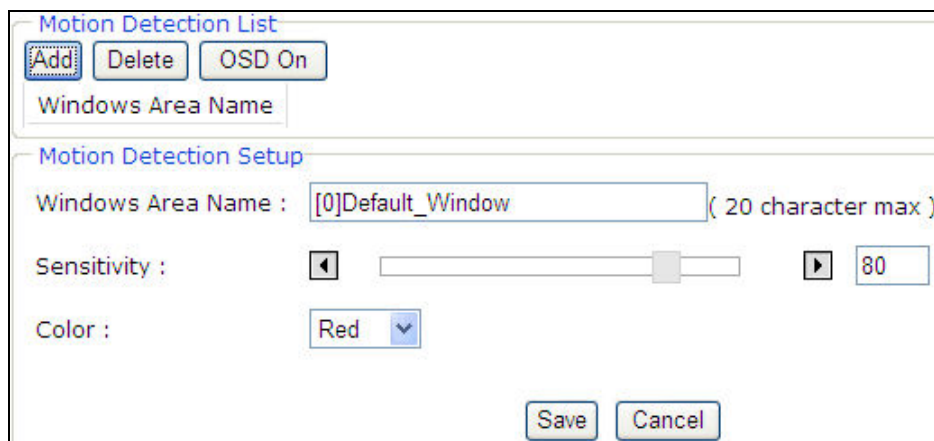 Motion Detection List
Add Delete OSD On
Windows Area Name
Motion Detection Setup
Windows Area Name : [0]Default_Window ( 20 character max )
Sensitivity : 80
Color : Red
Save Cancel